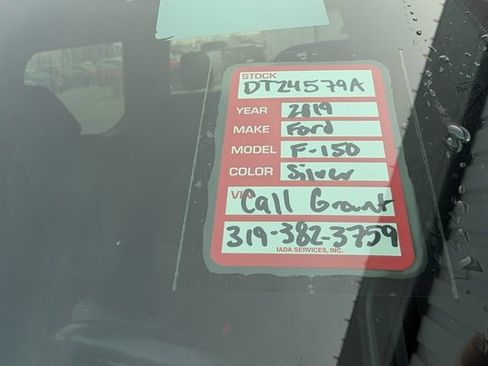 STOCK
DT24579A
YEAR 2019
MAKE Ford
MODEL F-150
COLOR Silver
VIN Call Grant
319-382-3759
IADA SERVICES, INC.